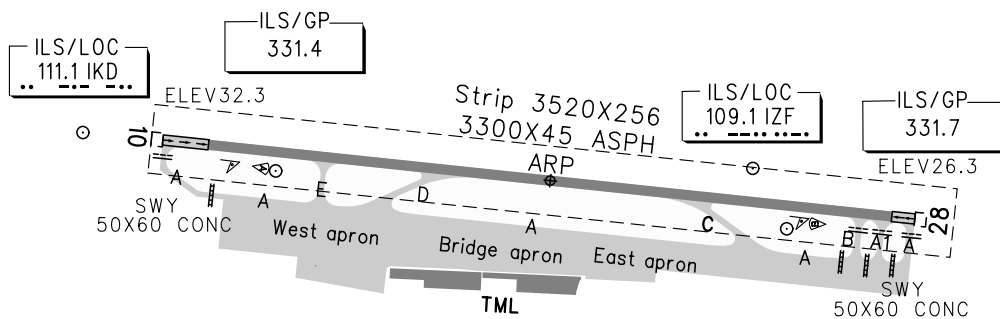 ILS/GP
331.4
ILS/LOC
111.1 IKD
ELEV32.3
Strip 3520X256
3300X45 ASPH
ARP
ILS/LOC
109.1 IZF
ILS/GP
331.7
ELEV26.3
10
28
A
SWY
50X60 CONC
A
E
D
A
C
A
B
A1
A
West apron
Bridge apron
East apron
TML
SWY
50X60 CONC